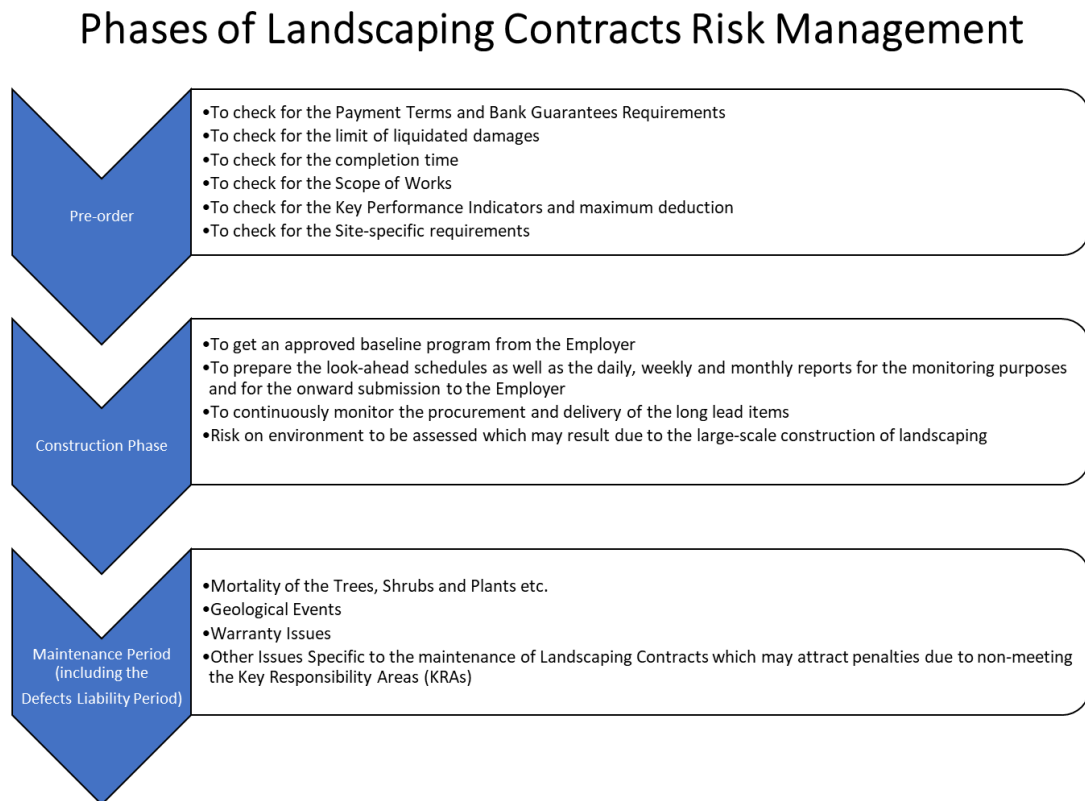 Phases of Landscaping Contracts Risk Management
Pre-order
•To check for the Payment Terms and Bank Guarantees Requirements
•To check for the limit of liquidated damages
•To check for the completion time
•To check for the Scope of Works
•To check for the Key Performance Indicators and maximum deduction
•To check for the Site-specific requirements
Construction Phase
•To get an approved baseline program from the Employer
•To prepare the look-ahead schedules as well as the daily, weekly and monthly reports for the monitoring purposes
and for the onward submission to the Employer
•To continuously monitor the procurement and delivery of the long lead items
•Risk on environment to be assessed which may result due to the large-scale construction of landscaping
Maintenance Period
(including the
Defects Liability Period)
•Mortality of the Trees, Shrubs and Plants etc.
•Geological Events
•Warranty Issues
•Other Issues Specific to the maintenance of Landscaping Contracts which may attract penalties due to non-meeting
the Key Responsibility Areas (KRAs)